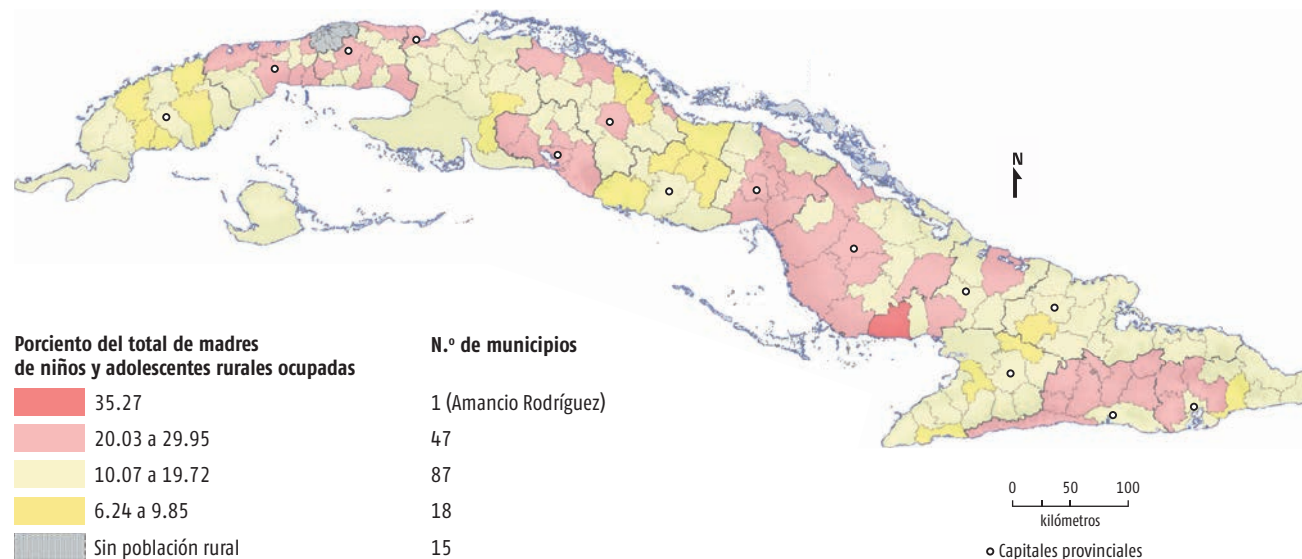 N
Porciento del total de madres
de niños y adolescentes rurales ocupadas
N.º de municipios
35.27
1 (Amancio Rodríguez)
20.03 a 29.95
47
10.07 a 19.72
87
6.24 a 9.85
18
Sin población rural
15
0 50 100
kilómetros
Capitales provinciales